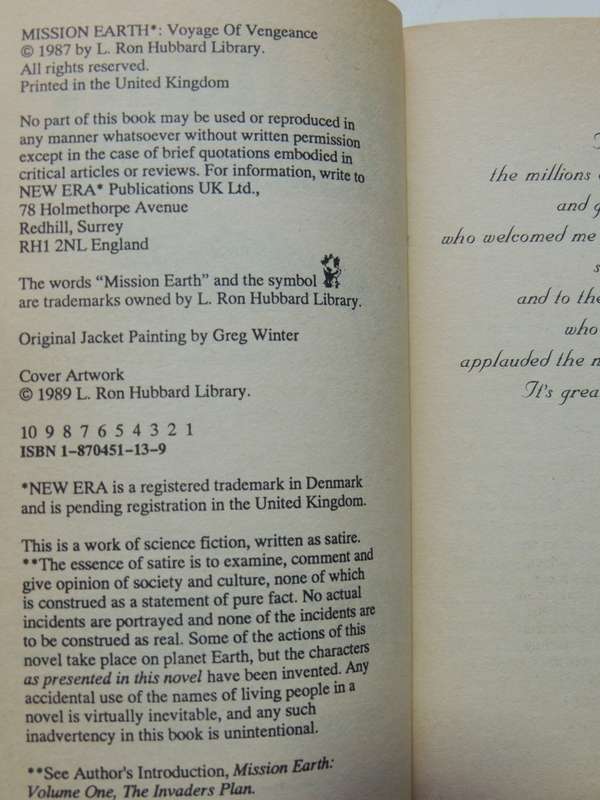 MISSION EARTH*: Voyage Of Vengeance
© 1987 by L. Ron Hubbard Library.
All rights reserved.
Printed in the United Kingdom
No part of this book may be used or reproduced in
any manner whatsoever without written permission
except in the case of brief quotations embodied in
critical articles or reviews. For information, write to
NEW ERA* Publications UK Ltd.,
78 Holmethorpe Avenue
Redhill, Surrey
RH1 2NL England
The words “Mission Earth” and the symbol
are trademarks owned by L. Ron Hubbard Library.
Original Jacket Painting by Greg Winter
Cover Artwork
© 1989 L. Ron Hubbard Library.
10 9 8 7 6 5 4 3 2 1
ISBN 1–870451–13–9
*NEW ERA is a registered trademark in Denmark
and is pending registration in the United Kingdom.
This is a work of science fiction, written as satire.
**The essence of satire is to examine, comment and
give opinion of society and culture, none of which
is construed as a statement of pure fact. No actual
incidents are portrayed and none of the incidents are
to be construed as real. Some of the actions of this
novel take place on planet Earth, but the characters
as presented in this novel have been invented. Any
accidental use of the names of living people in a
novel is virtually inevitable, and any such
inadvertency in this book is unintentional.
**See Author's Introduction, Mission Earth:
Volume One, The Invaders Plan.
the millions
and
who welcomed me
and to the
who
applauded the
It's